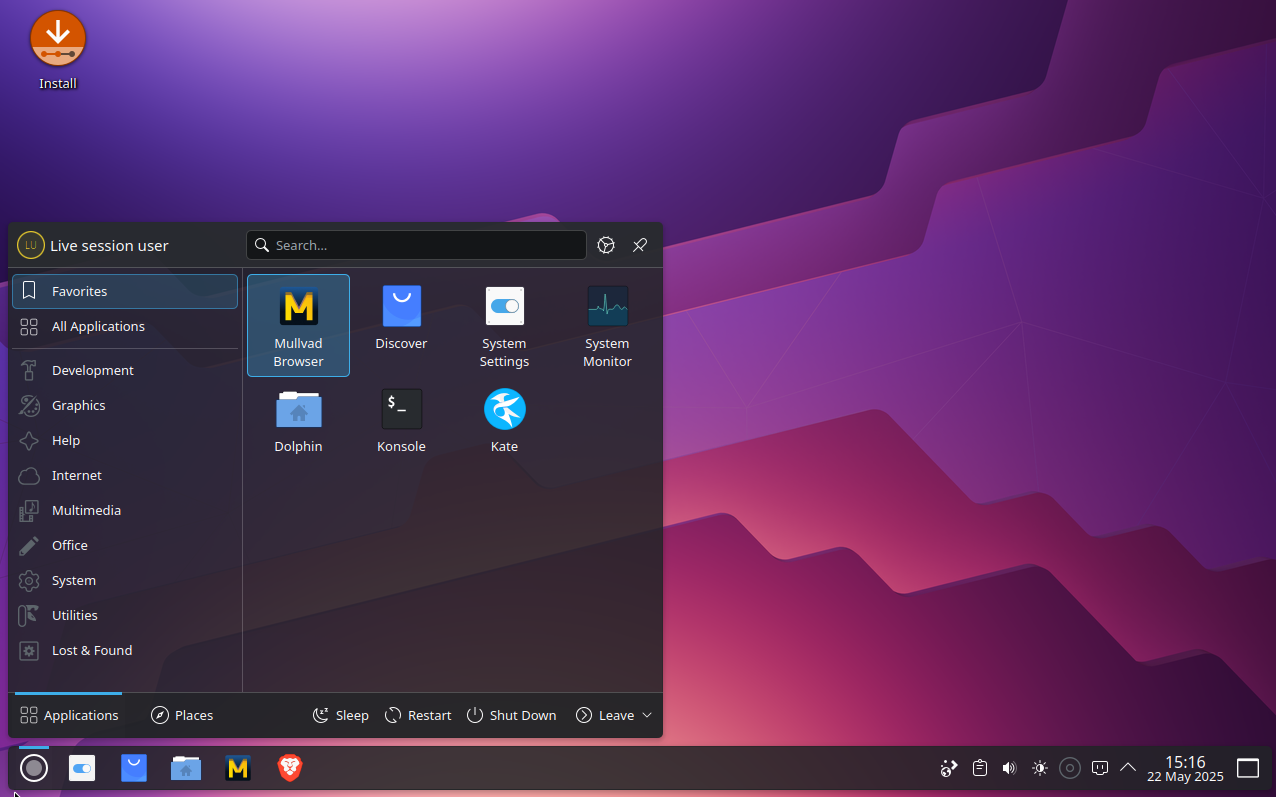 Install
LU
Live session user
Search...
Favorites
All Applications
Development
Graphics
Help
Internet
Multimedia
Office
System
Utilities
Lost & Found
Mullvad
Browser
Discover
System
Settings
System
Monitor
Dolphin
$_
Konsole
Kate
Applications
Places
Sleep
Restart
Shut Down
Leave
15:16
22 May 2025